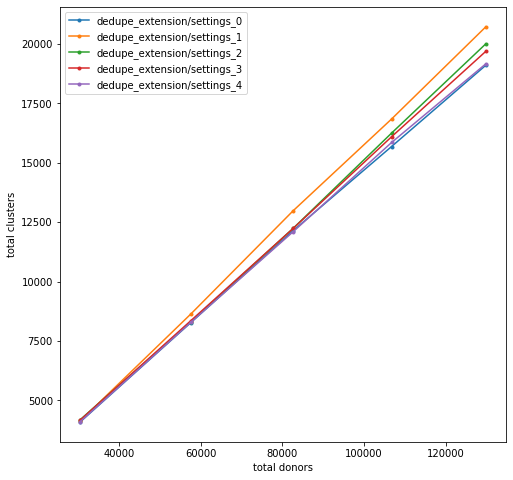 dedupe_extension/settings_0
dedupe_extension/settings_1
dedupe_extension/settings_2
dedupe_extension/settings_3
dedupe_extension/settings_4
20000
17500
15000
12500
10000
7500
5000
total clusters
40000 60000 80000 100000 120000
total donors